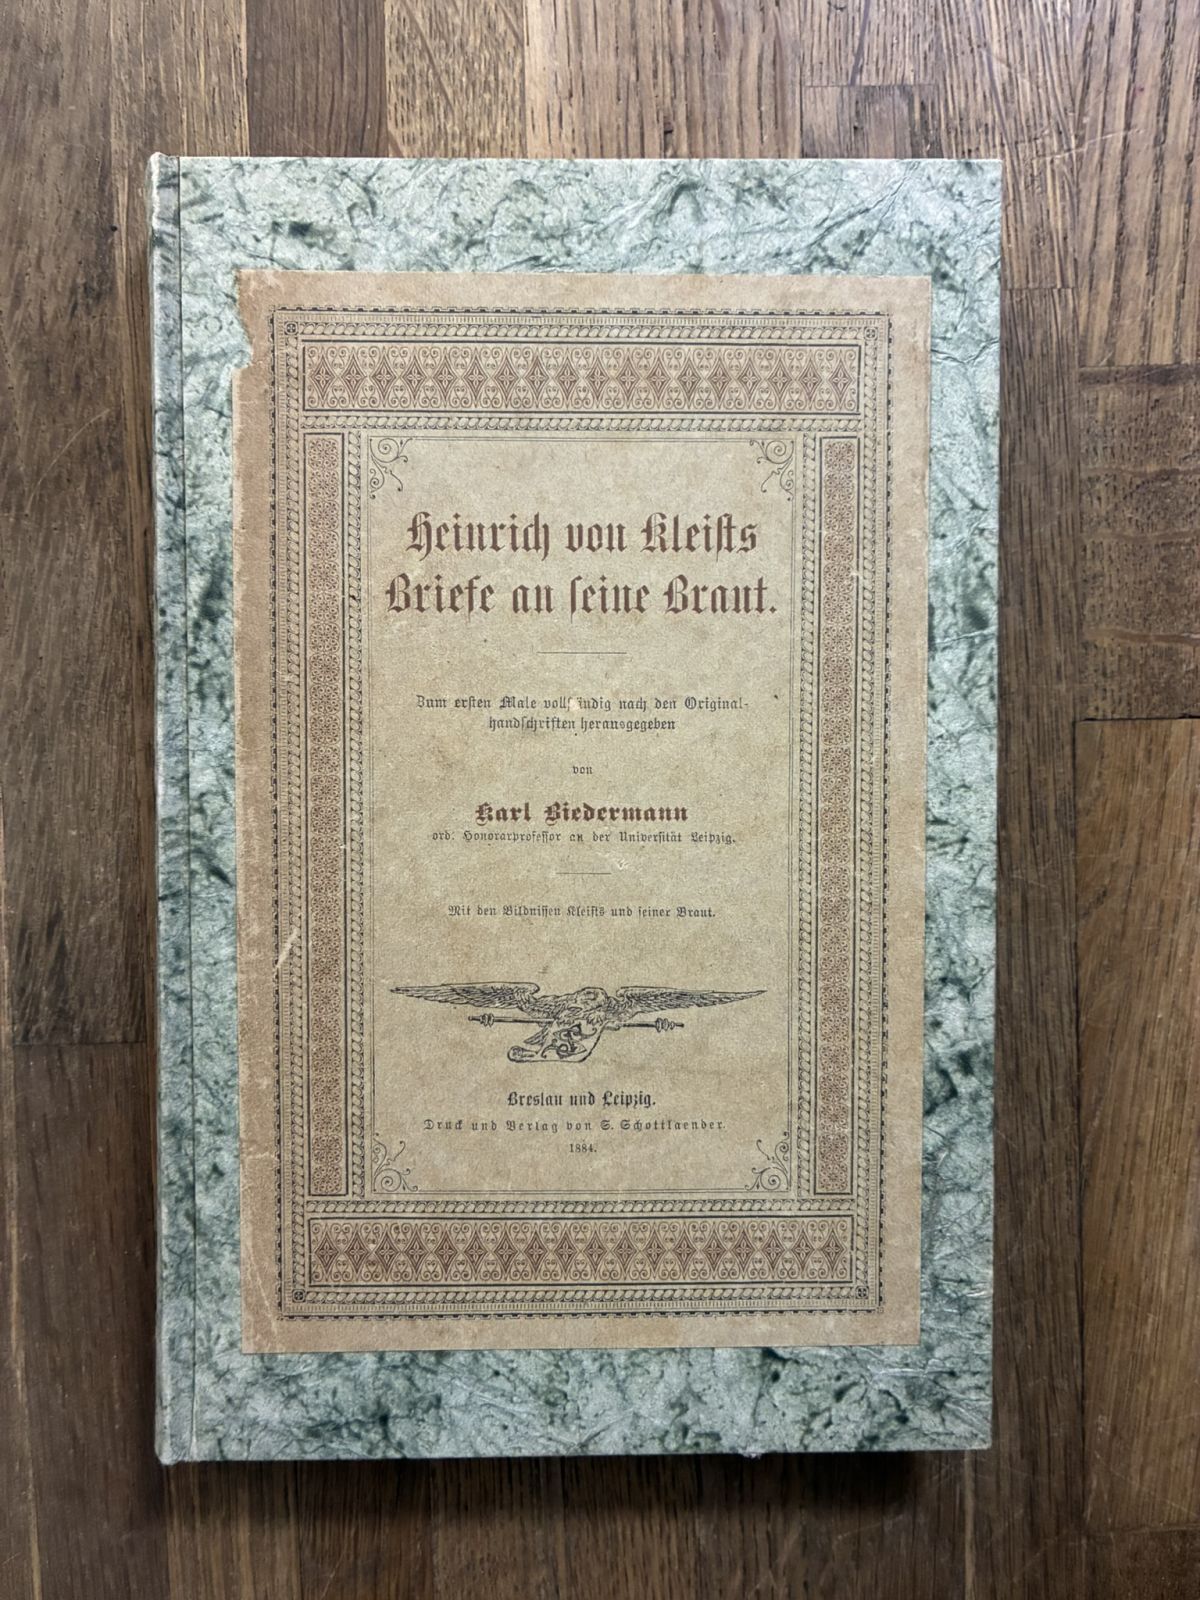 Heinrich von Kleists
Briefe an seine Braut.
Zum ersten Male vollständig nach den Original-
handschriften herausgegeben
von
Karl Biedermann
ord. Honorarprofessor an der Universität Leipzig.
Mit den Bildnissen Kleists und seiner Braut.
Breslau und Leipzig.
Druck und Verlag von S. Schottlaender.
1884.